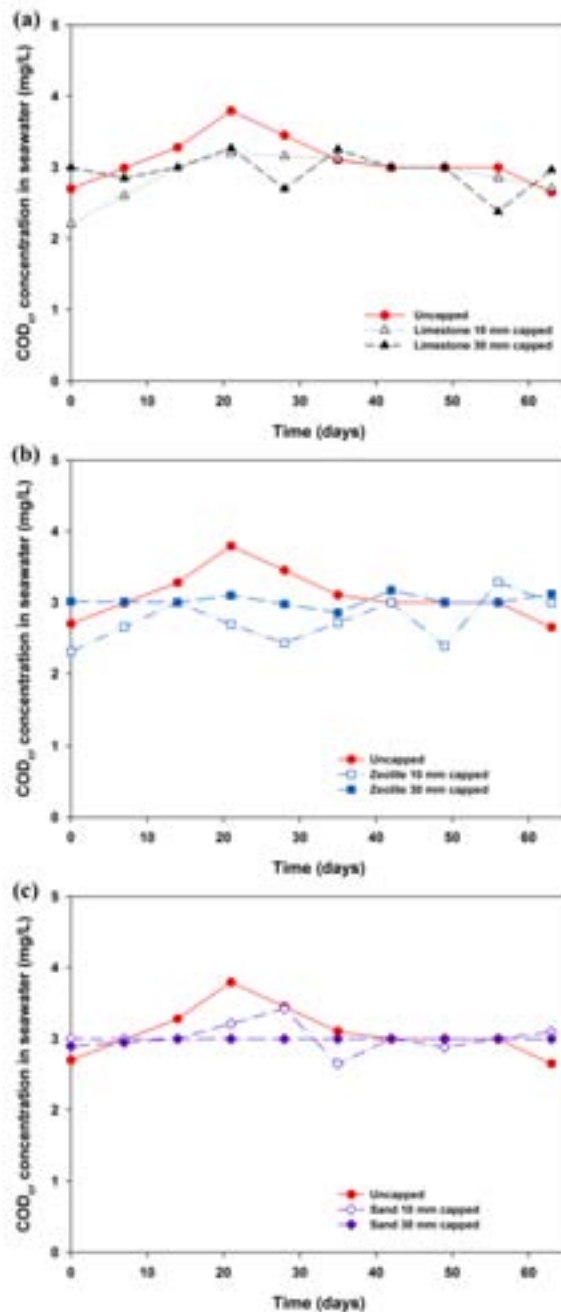 (a)
5
4
3
2
1
0
COD_cr concentration in seawater (mg/L)
Uncapped
Limestone 10 mm capped
Limestone 30 mm capped
0 10 20 30 40 50 60
Time (days)
(b)
5
4
3
2
1
0
COD_cr concentration in seawater (mg/L)
Uncapped
Zeolite 10 mm capped
Zeolite 30 mm capped
0 10 20 30 40 50 60
Time (days)
(c)
5
4
3
2
1
0
COD_cr concentration in seawater (mg/L)
Uncapped
Sand 10 mm capped
Sand 30 mm capped
0 10 20 30 40 50 60
Time (days)